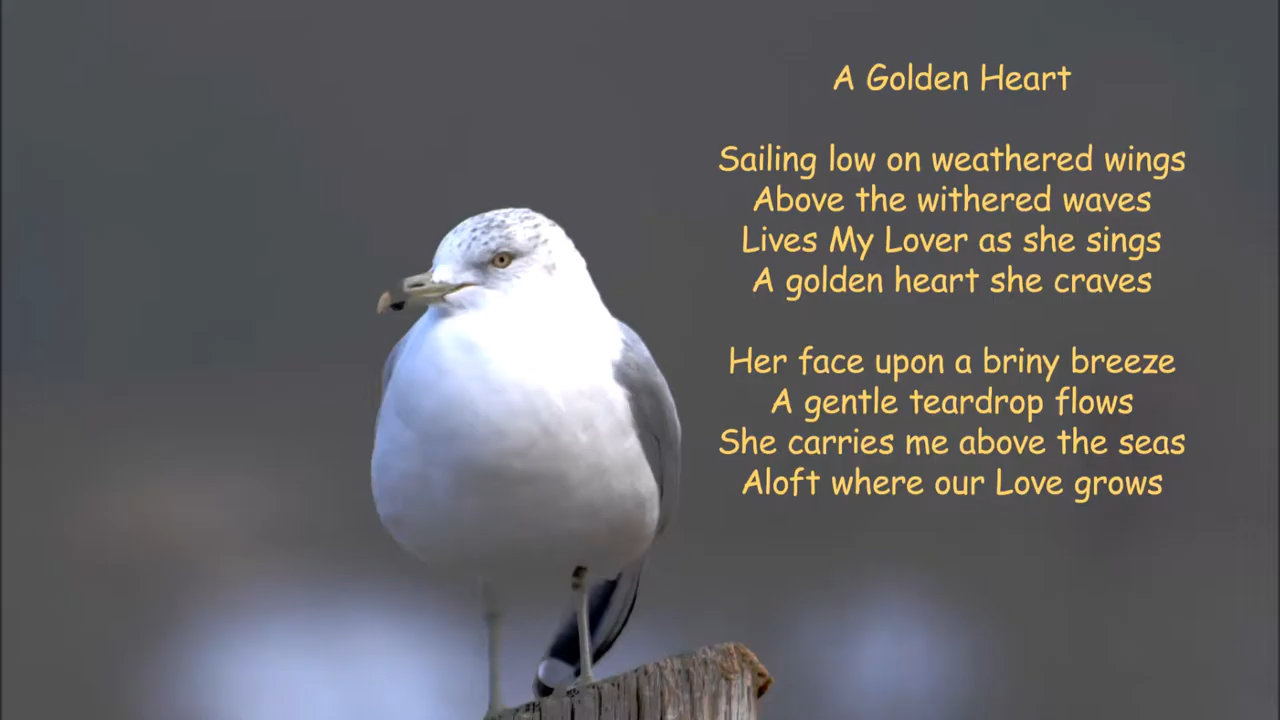 A Golden Heart
Sailing low on weathered wings
Above the withered waves
Lives My Lover as she sings
A golden heart she craves
Her face upon a briny breeze
A gentle teardrop flows
She carries me above the seas
Aloft where our Love grows